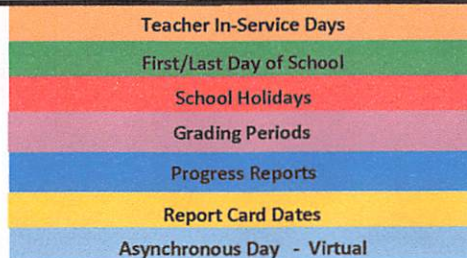 Teacher In-Service Days
First/Last Day of School
School Holidays
Grading Periods
Progress Reports
Report Card Dates
Asynchronous Day - Virtual